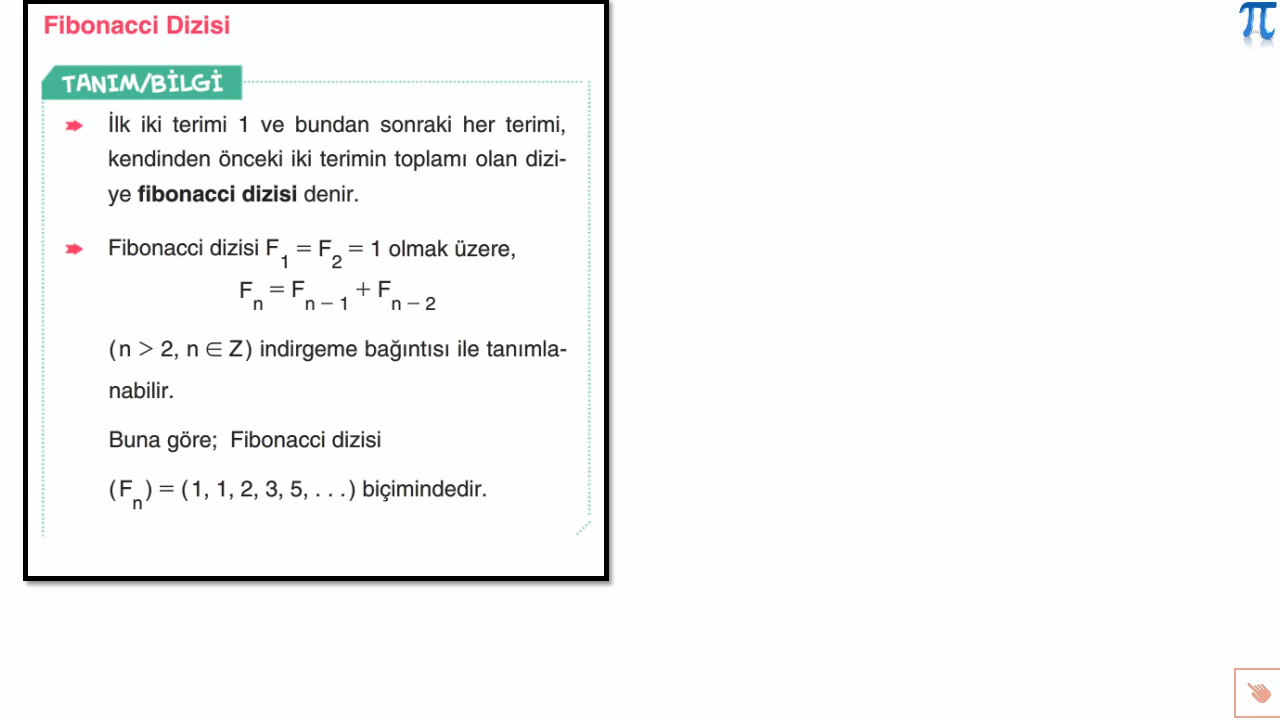 Fibonacci Dizisi
TANIM/BİLGİ
İlk iki terimi 1 ve bundan sonraki her terimi,
kendinden önceki iki terimin toplamı olan dizi-
ye fibonacci dizisi denir.
Fibonacci dizisi F₁ = F₂ = 1 olmak üzere,
Fₙ = Fₙ₋₁ + Fₙ₋₂
(n > 2, n ∈ Z) indirgeme bağıntısı ile tanımla-
nabilir.
Buna göre; Fibonacci dizisi
(Fₙ) = (1, 1, 2, 3, 5, . . .) biçimindedir.
π